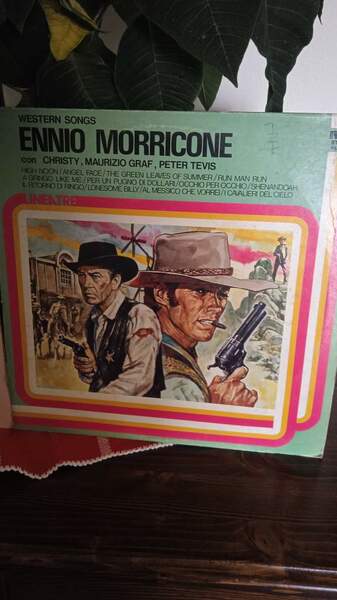 WESTERN SONGS
ENNIO MORRICONE
con CHRISTY, MAURIZIO GRAF, PETER TEVIS
HIGH NOON/ANGEL FACE/THE GREEN LEAVES OF SUMMER/RUN MAN RUN
A GRINGO LIKE ME/PER UN PUGNO DI DOLLARI/OCCHIO PER OCCHIO/SHENANDOAH
IL RITORNO DI RINGO/LONESOME BILLY/AL MESSICO CHE VORREI/I CAVALIERI DEL CIELO
LINEATRE